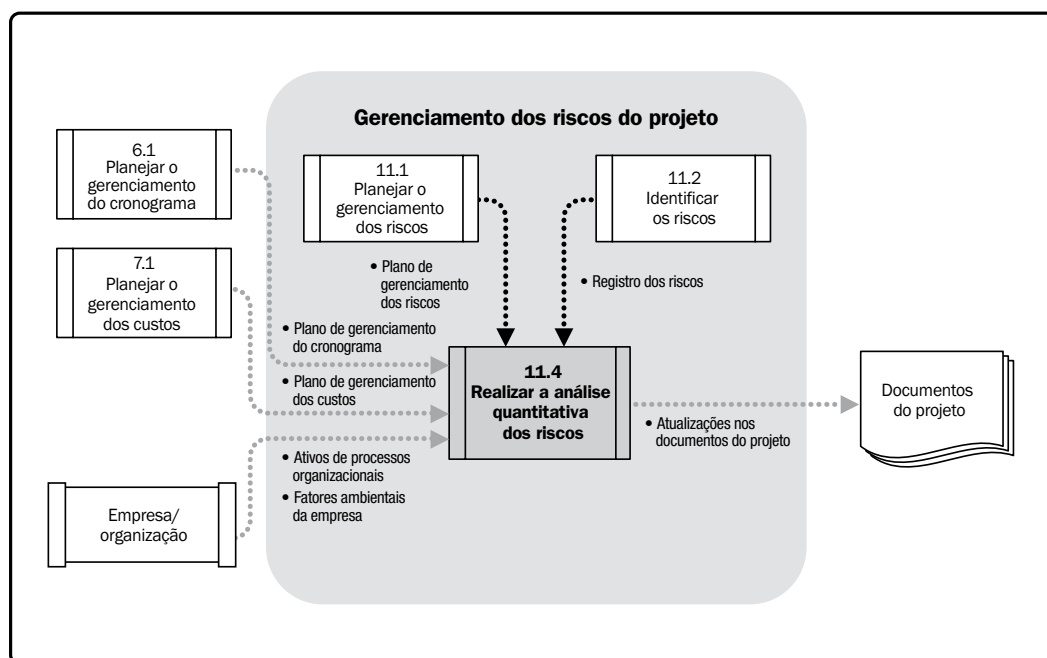 Gerenciamento dos riscos do projeto
6.1
Planejar o
gerenciamento
do cronograma
11.1
Planejar o
gerenciamento
dos riscos
11.2
Identificar
os riscos
7.1
Planejar o
gerenciamento
dos custos
• Plano de
gerenciamento
dos riscos
• Registro dos riscos
• Plano de gerenciamento
do cronograma
• Plano de gerenciamento
dos custos
11.4
Realizar a análise
quantitativa
dos riscos
Documentos
do projeto
• Atualizações nos
documentos do projeto
• Ativos de processos
organizacionais
• Fatores ambientais
da empresa
Empresa/
organização